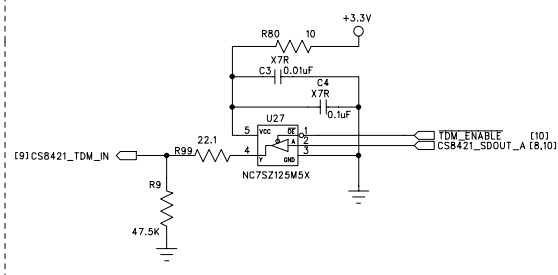 +3.3V
R80 10
X7R
C3 0.01uF
C4
X7R
0.1uF
U27
5 VCC OE 1
TDM_ENABLE [10]
22.1
A 2
CS8421_SDOUT_A [8,10]
[9] CS8421_TDM_IN
R99
4 Y GND 3
NC7SZ125M5X
R9
47.5K